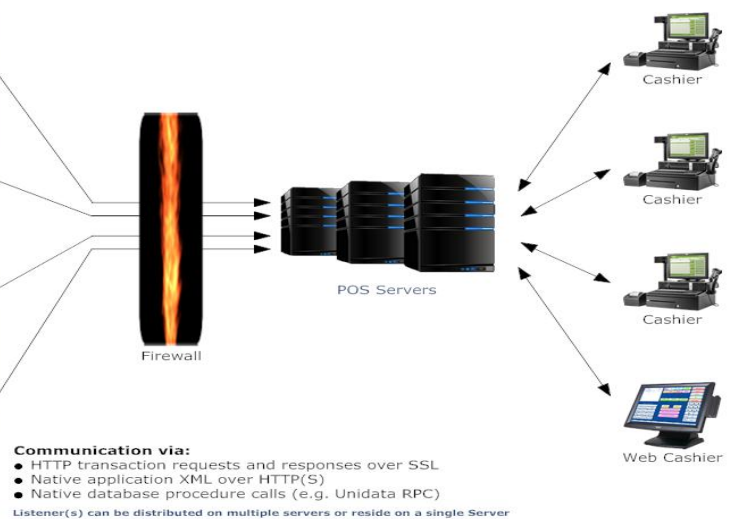 Cashier
Cashier
POS Servers
Cashier
Firewall
Web Cashier
Communication via:
● HTTP transaction requests and responses over SSL
● Native application XML over HTTP(S)
● Native database procedure calls (e.g. Unidata RPC)
Listener(s) can be distributed on multiple servers or reside on a single Server